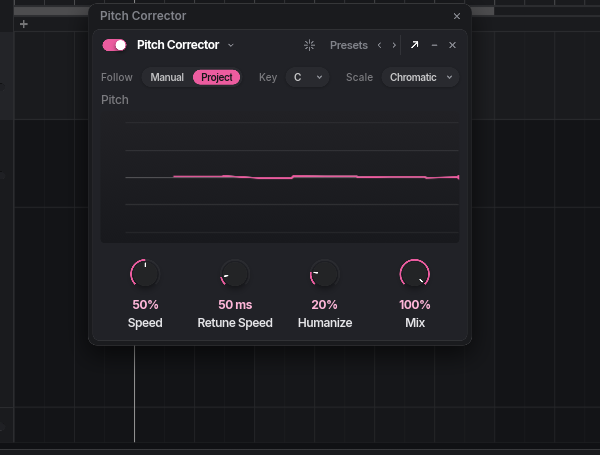 Pitch Corrector
Pitch Corrector Presets
Follow Manual Project Key C Scale Chromatic
Pitch
50% 50 ms 20% 100%
Speed Retune Speed Humanize Mix